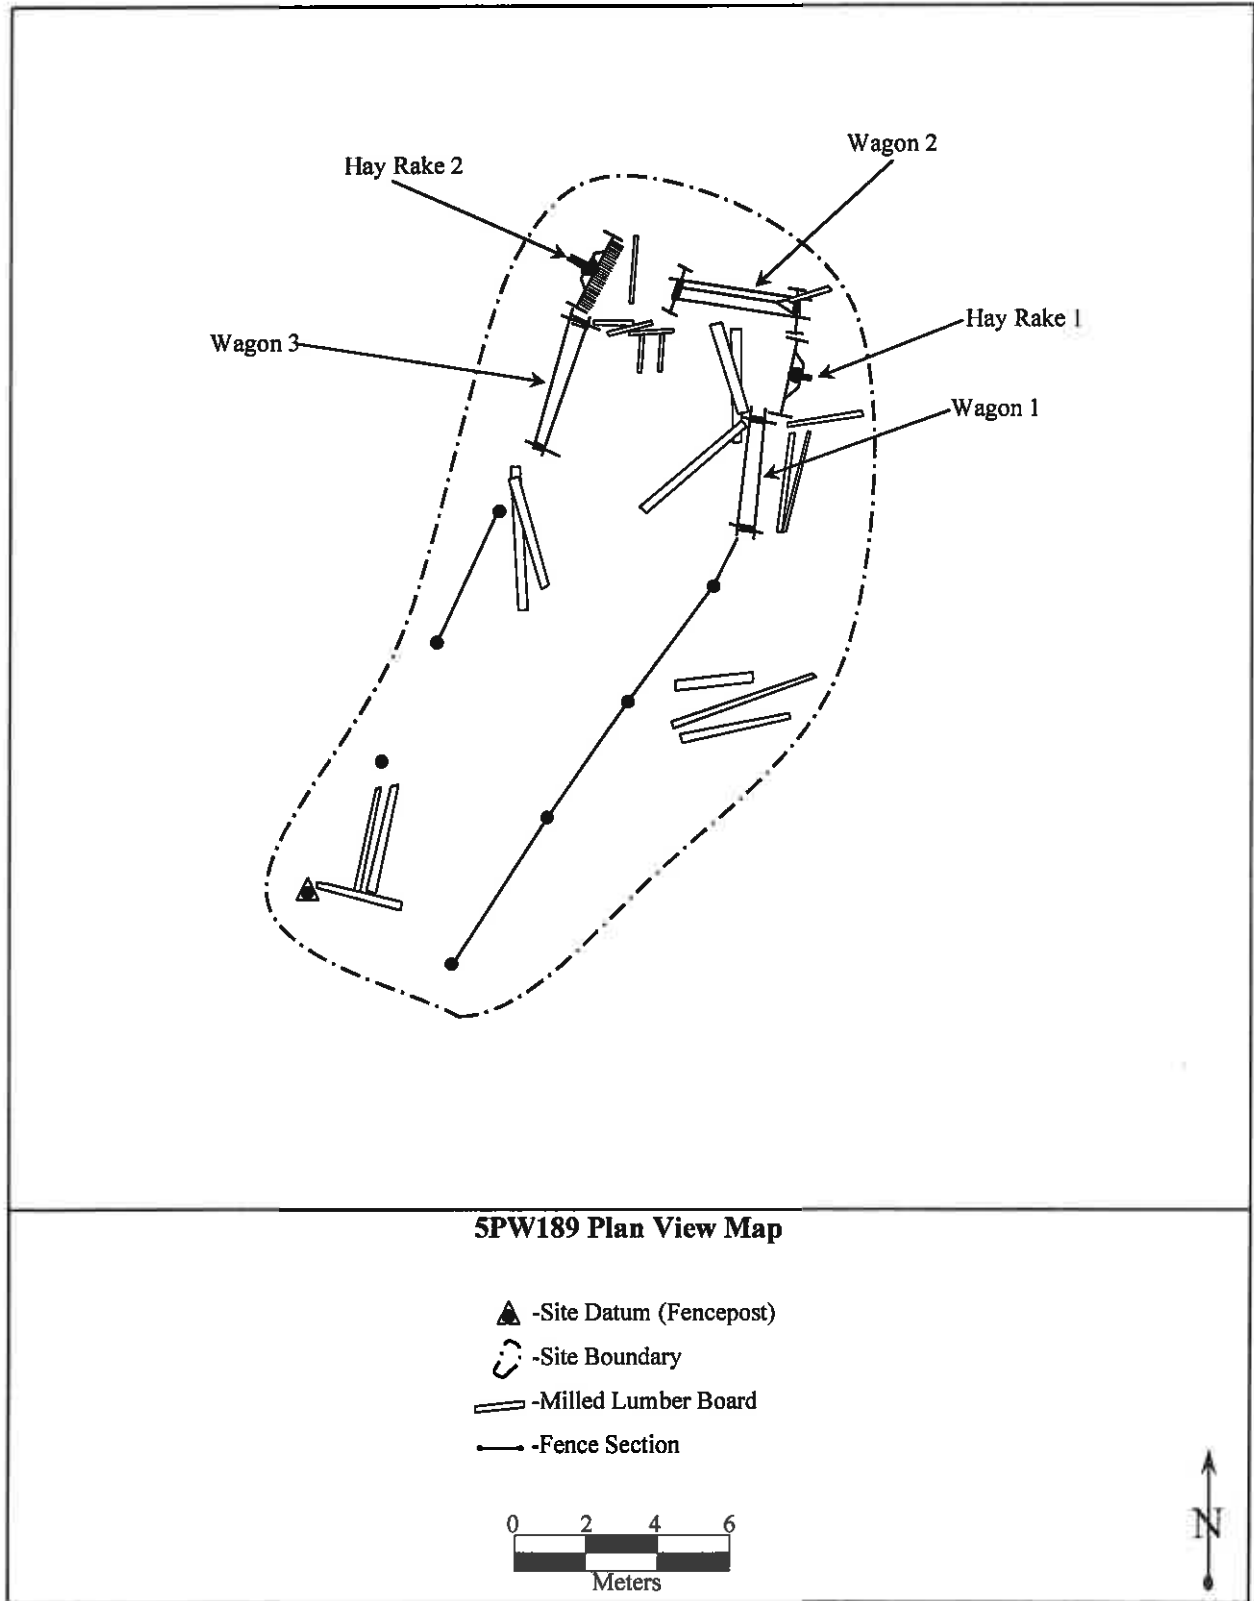 Wagon 2
Hay Rake 2
Hay Rake 1
Wagon 3
Wagon 1
5PW189 Plan View Map
-Site Datum (Fencepost)
-Site Boundary
-Milled Lumber Board
-Fence Section
0 2 4 6
Meters
N